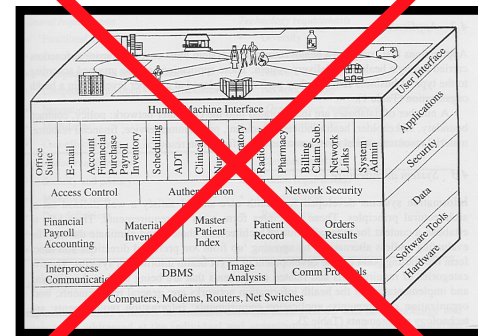 Rx
Human Machine Interface
Office Suite
E-mail
Account Financial Purchase Payroll Inventory
Scheduling
ADT
Clinical
Radiology
Pharmacy
Billing Claim Sub.
Network Links
System Admin
Access Control
Authentication
Network Security
Financial Payroll Accounting
Material
Master Patient Index
Patient Record
Orders Results
Interprocess
Communication
DBMS
Image Analysis
Comm Protocols
Computers, Modems, Routers, Net Switches
User Interface
Applications
Security
Data
Software Tools
Hardware